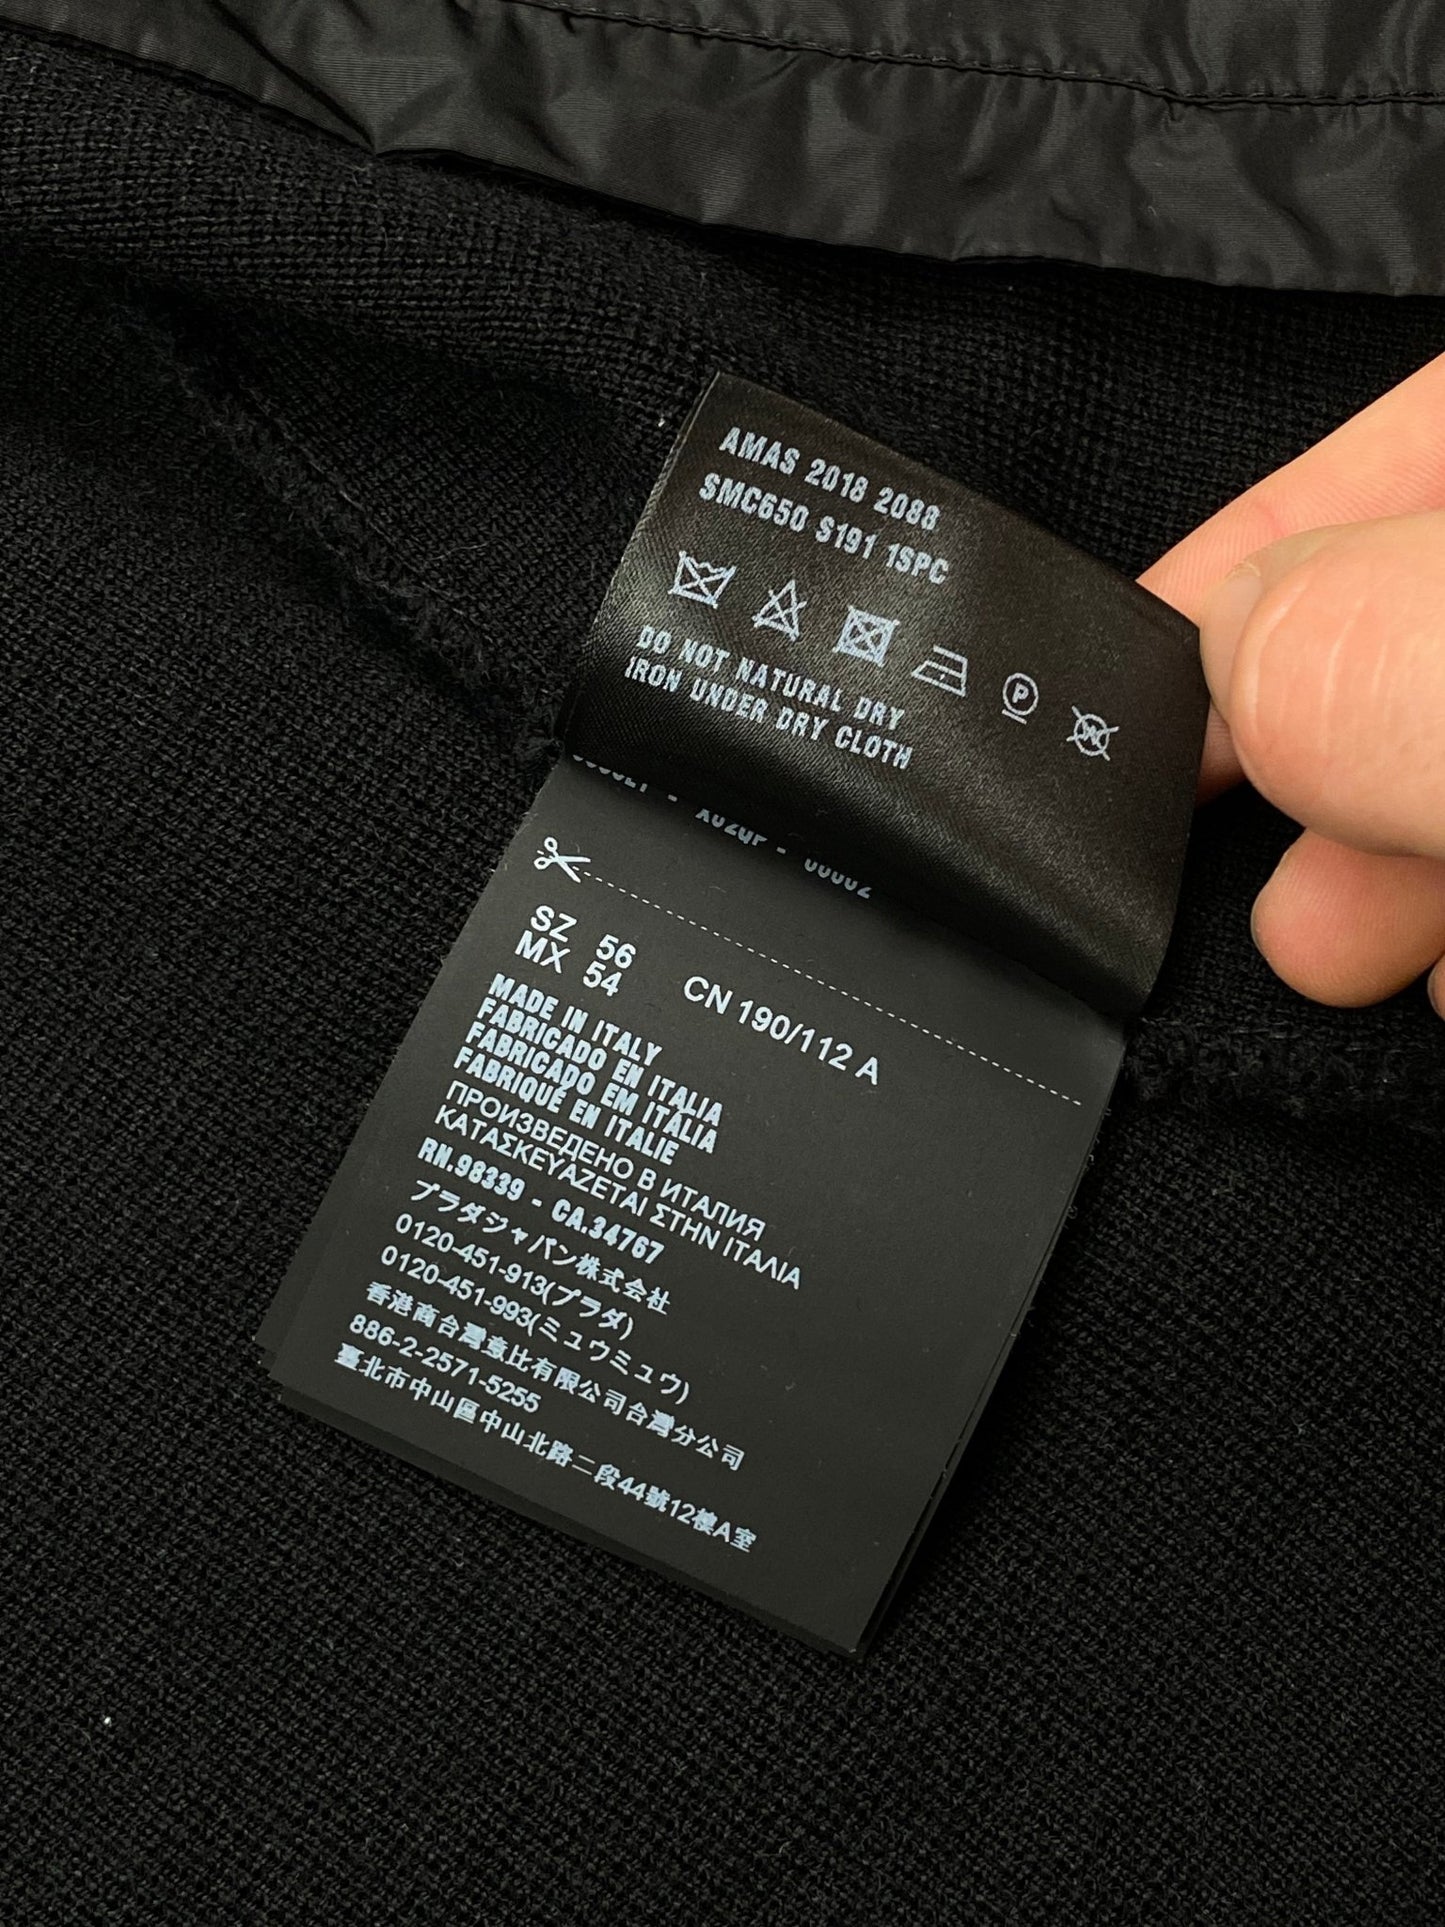 AMAS 2018 2088
SMC650 S191 1SPC
P
W
DO NOT NATURAL DRY
IRON UNDER DRY CLOTH
SZ 56 CN 190/112 A
MX 54
MADE IN ITALY
FABRICADO EN ITALIA
FABRICADO EM ITÁLIA
FABRIQUÉ EN ITALIE
ПРОИЗВЕДЕНО В ИТАЛИЯ
ΚΑΤΑΣΚΕΥΑΖΕΤΑΙ ΣΤΗΝ ΙΤΑΛΙΑ
RN.98339 - CA.34767
プラダジャパン株式会社
0120-451-913(プラダ)
0120-451-993(ミュウミュウ)
香港商台灣意比有限公司台灣分公司
886-2-2571-5255
臺北市中山區中山北路二段44號12樓A室